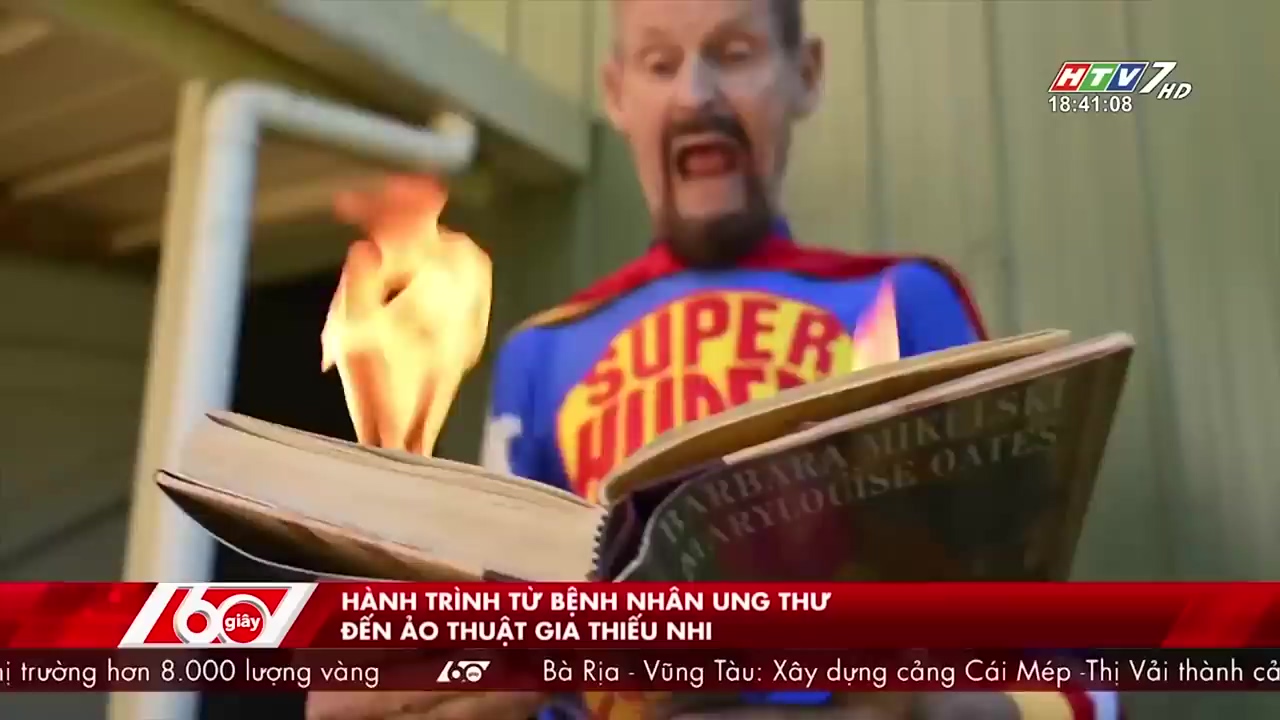 HTV7 HD
18:41:08
SUPER
BARBARA MIKULSKI
MARYLOUISE OATES
60 giây
HÀNH TRÌNH TỪ BỆNH NHÂN UNG THƯ
ĐẾN ẢO THUẬT GIA THIẾU NHI
trường hơn 8.000 lượng vàng 60 Bà Rịa - Vũng Tàu: Xây dựng cảng Cái Mép -Thị Vải thành